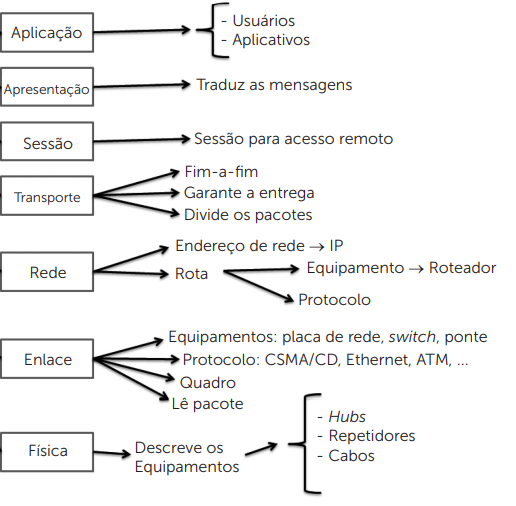 Aplicação
- Usuários
- Aplicativos
Apresentação
Traduz as mensagens
Sessão
Sessão para acesso remoto
Transporte
Fim-a-fim
Garante a entrega
Divide os pacotes
Rede
Endereço de rede → IP
Rota
Equipamento → Roteador
Protocolo
Enlace
Equipamentos: placa de rede, switch, ponte
Protocolo: CSMA/CD, Ethernet, ATM, ...
Quadro
Lê pacote
Física
Descreve os
Equipamentos
- Hubs
- Repetidores
- Cabos